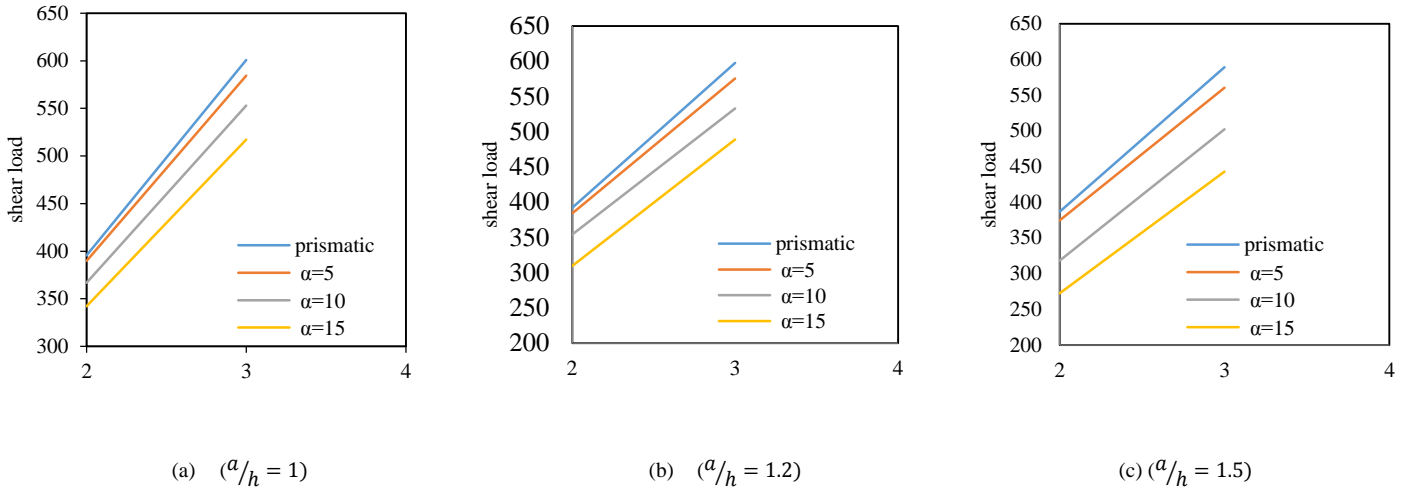 650
600
550
500
450
400
350
300
shear load
prismatic
α=5
α=10
α=15
2 3 4
(a) (a/h = 1)
650
600
550
500
450
400
350
300
250
200
shear load
prismatic
α=5
α=10
α=15
2 3 4
(b) (a/h = 1.2)
650
600
550
500
450
400
350
300
250
200
shear load
prismatic
α=5
α=10
α=15
2 3 4
(c) (a/h = 1.5)